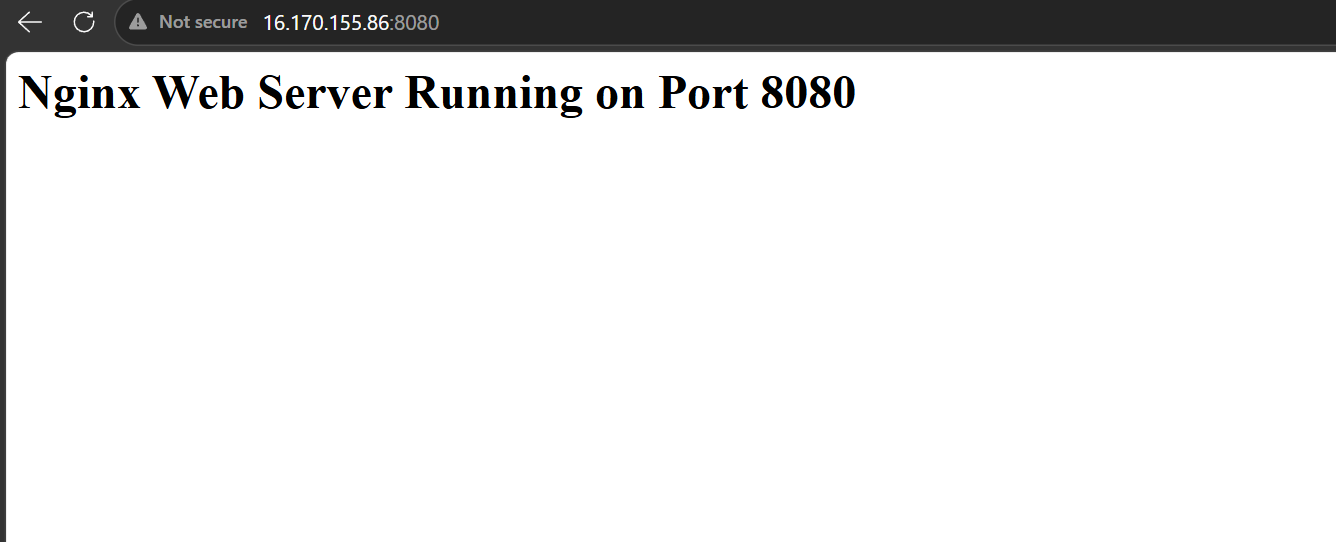 Not secure 16.170.155.86:8080
Nginx Web Server Running on Port 8080